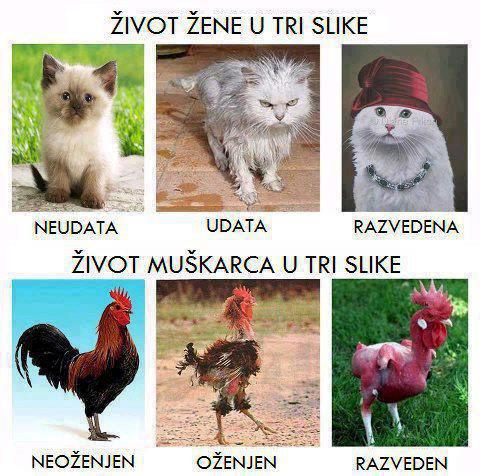 ŽIVOT ŽENE U TRI SLIKE
NEUDATA
UDATA
RAZVEDENA
ŽIVOT MUŠKARCA U TRI SLIKE
NEOŽENJEN
OŽENJEN
RAZVEDEN